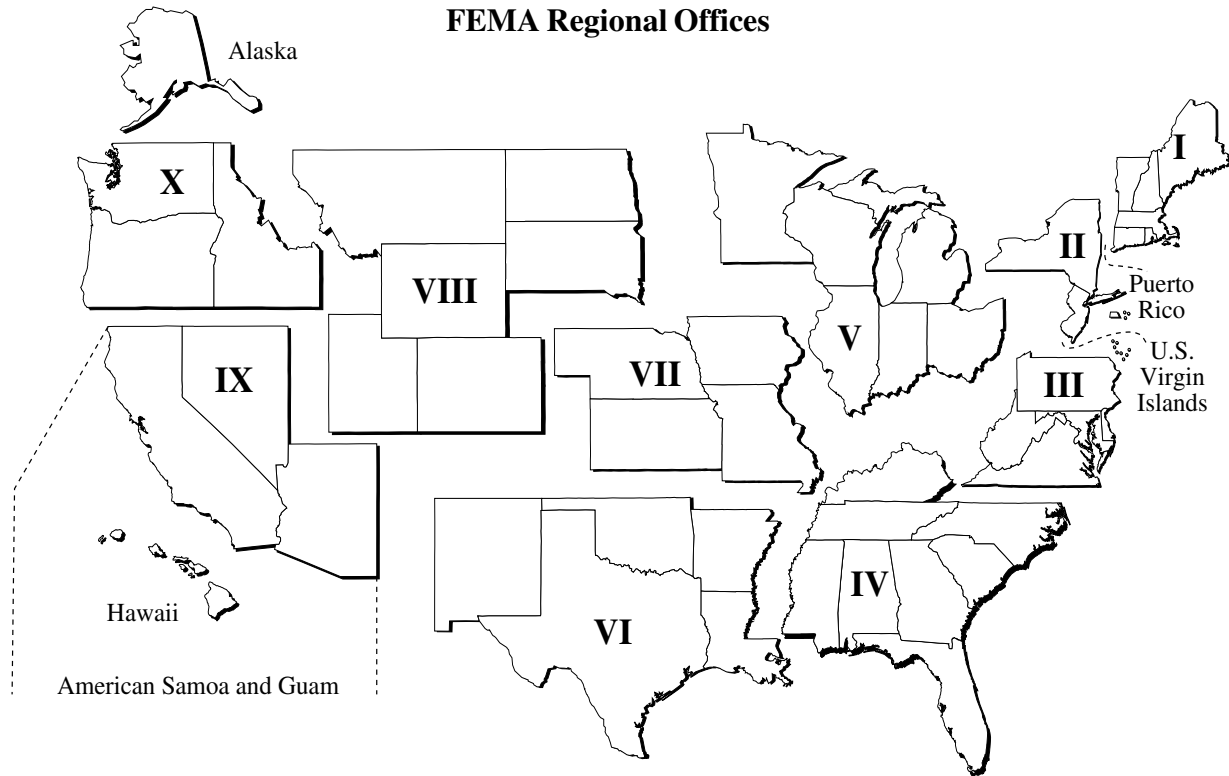 FEMA Regional Offices
Alaska
I
X
II
VIII
Puerto
Rico
V
U.S.
Virgin
Islands
IX
VII
III
IV
Hawaii
VI
American Samoa and Guam